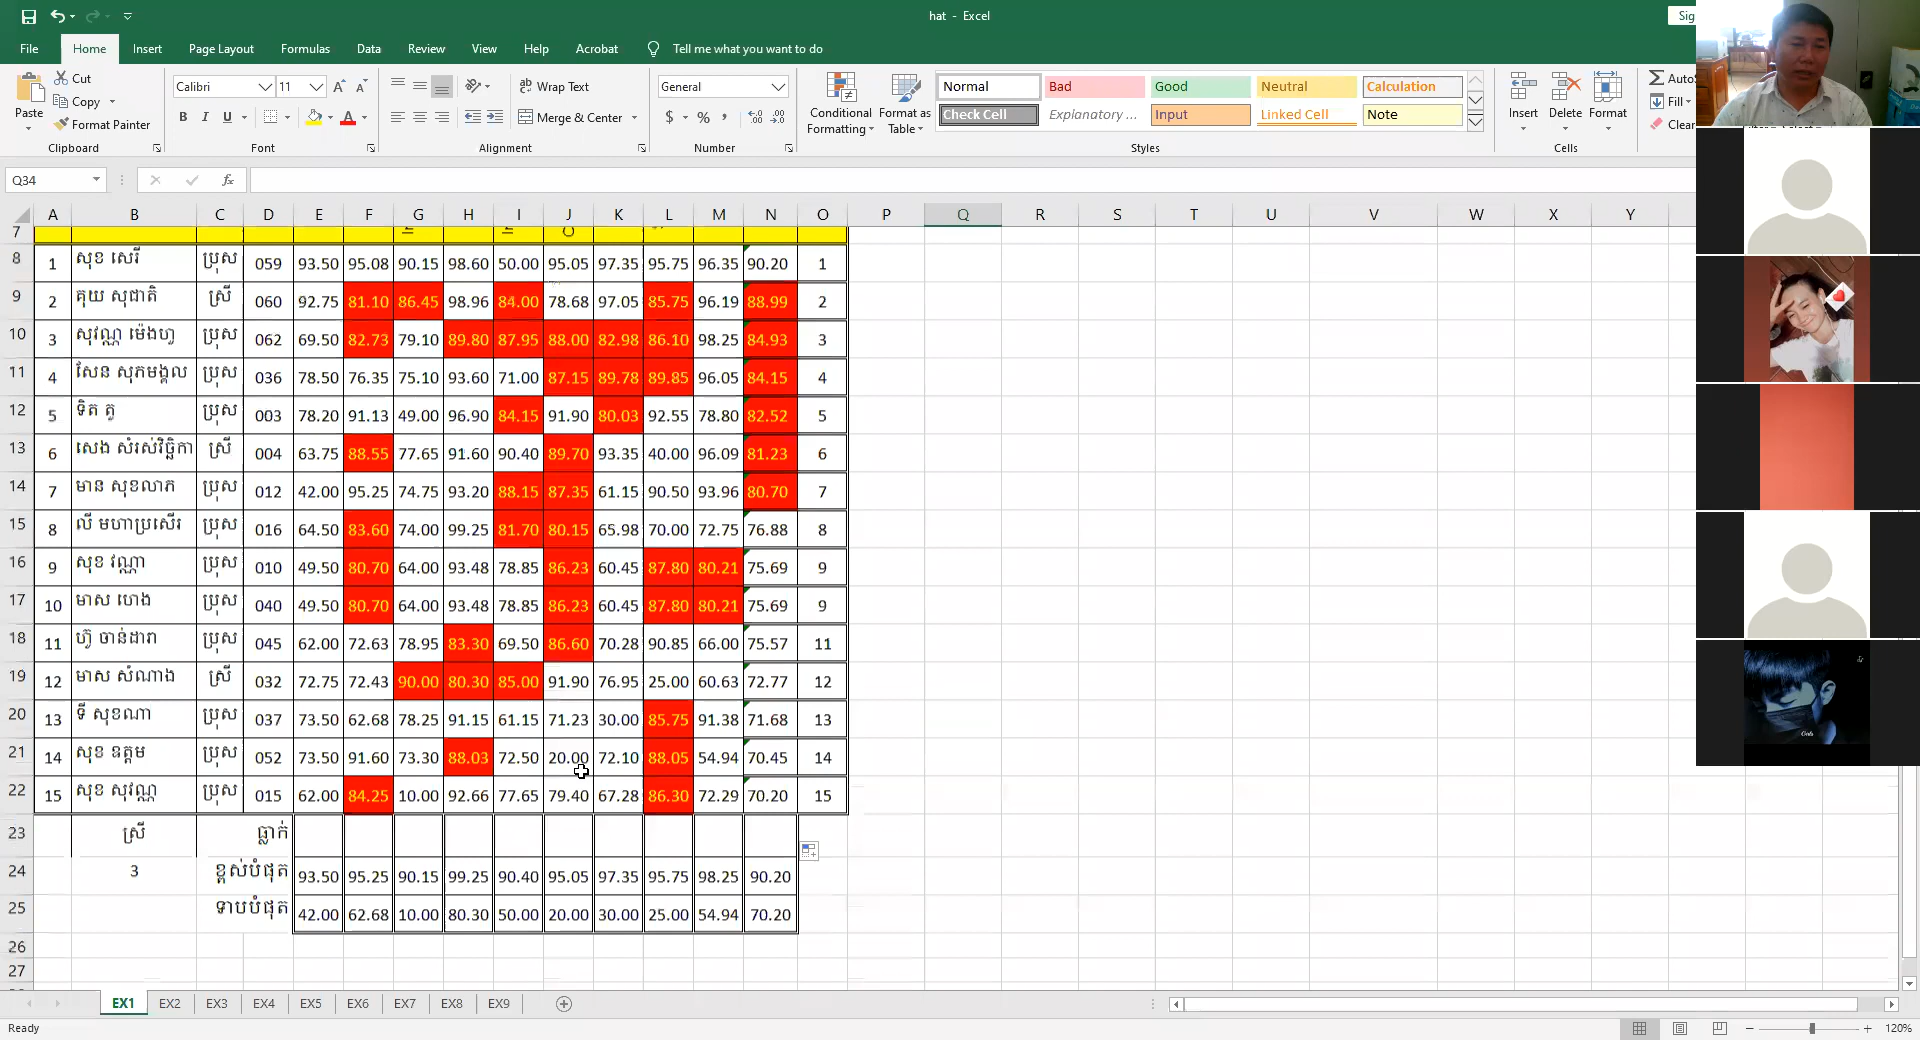 hat - Excel
Sig
File Home Insert Page Layout Formulas Data Review View Help Acrobat Tell me what you want to do
Paste
Cut
Copy
Format Painter
Clipboard
Calibri 11
B I U
Font
Wrap Text
Merge & Center
Alignment
General
$ % ,
Number
Conditional Formatting
Format as Table
Normal Bad Good Neutral Calculation
Check Cell Explanatory ... Input Linked Cell Note
Styles
Insert Delete Format
Cells
Auto
Fill
Clear
Q34
fx
A B C D E F G H I J K L M N O P Q R S T U V W X Y
7
8 1 សុខ សេរី ប្រុស 059 93.50 95.08 90.15 98.60 50.00 95.05 97.35 95.75 96.35 90.20 1
9 2 គុយ សុជាតិ ស្រី 060 92.75 81.10 86.45 98.96 84.00 78.68 97.05 85.75 96.19 88.99 2
10 3 សុវណ្ណ ម៉េងហួ ប្រុស 062 69.50 82.73 79.10 89.80 87.95 88.00 82.98 86.10 98.25 84.93 3
11 4 សែន សុភមង្គល ប្រុស 036 78.50 76.35 75.10 93.60 71.00 87.15 89.78 89.85 96.05 84.15 4
12 5 ទិត តូ ប្រុស 003 78.20 91.13 49.00 96.90 84.15 91.90 80.03 92.55 78.80 82.52 5
13 6 សេង សំរស់វិច្ឆិកា ស្រី 004 63.75 88.55 77.65 91.60 90.40 89.70 93.35 40.00 96.09 81.23 6
14 7 មាន សុខលាភ ប្រុស 012 42.00 95.25 74.75 93.20 88.15 87.35 61.15 90.50 93.96 80.70 7
15 8 លី មហាប្រសើរ ប្រុស 016 64.50 83.60 74.00 99.25 81.70 80.15 65.98 70.00 72.75 76.88 8
16 9 សុខ វណ្ណា ប្រុស 010 49.50 80.70 64.00 93.48 78.85 86.23 60.45 87.80 80.21 75.69 9
17 10 មាស ហេង ប្រុស 040 49.50 80.70 64.00 93.48 78.85 86.23 60.45 87.80 80.21 75.69 9
18 11 ហ៊ូ ចាន់ដារា ប្រុស 045 62.00 72.63 78.95 83.30 69.50 86.60 70.28 90.85 66.00 75.57 11
19 12 មាស សំណាង ស្រី 032 72.75 72.43 90.00 80.30 85.00 91.90 76.95 25.00 60.63 72.77 12
20 13 ទី សុខណា ប្រុស 037 73.50 62.68 78.25 91.15 61.15 71.23 30.00 85.75 91.38 71.68 13
21 14 សុខ ឧត្តម ប្រុស 052 73.50 91.60 73.30 88.03 72.50 20.00 72.10 88.05 54.94 70.45 14
22 15 សុខ សុវណ្ណ ប្រុស 015 62.00 84.25 10.00 92.66 77.65 79.40 67.28 86.30 72.29 70.20 15
23 ស្រី ធ្លាក់
24 3 ខ្ពស់បំផុត 93.50 95.25 90.15 99.25 90.40 95.05 97.35 95.75 98.25 90.20
25 ទាបបំផុត 42.00 62.68 10.00 80.30 50.00 20.00 30.00 25.00 54.94 70.20
26
27
EX1 EX2 EX3 EX4 EX5 EX6 EX7 EX8 EX9
Ready
120%